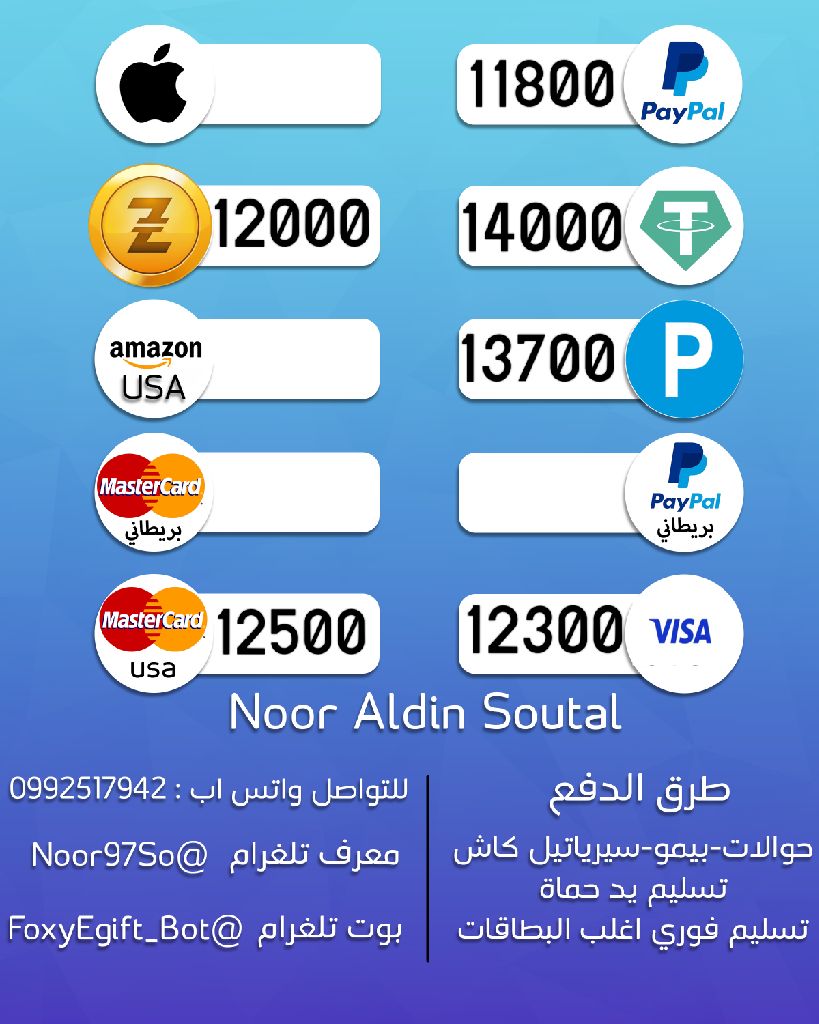 11800
PayPal
12000
14000
T
amazon
USA
13700
P
MasterCard
بريطاني
PayPal
بريطاني
MasterCard
usa
12500
12300
VISA
Noor Aldin Soutal
طرق الدفع
حوالات-بيمو-سيرياتيل كاش
تسليم يد حماة
تسليم فوري اغلب البطاقات
للتواصل واتس اب : 0992517942
معرف تلغرام @Noor97So
بوت تلغرام @FoxyEgift_Bot